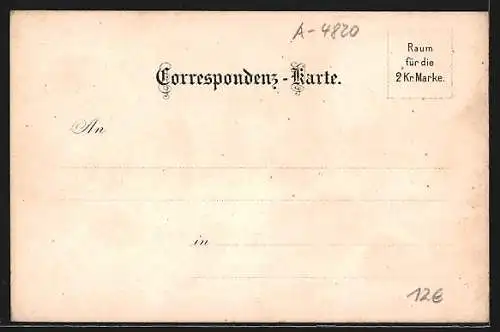 A-4820
Raum
für die
2 Kr. Marke.
Correspondenz-Karte.
An
in
12€